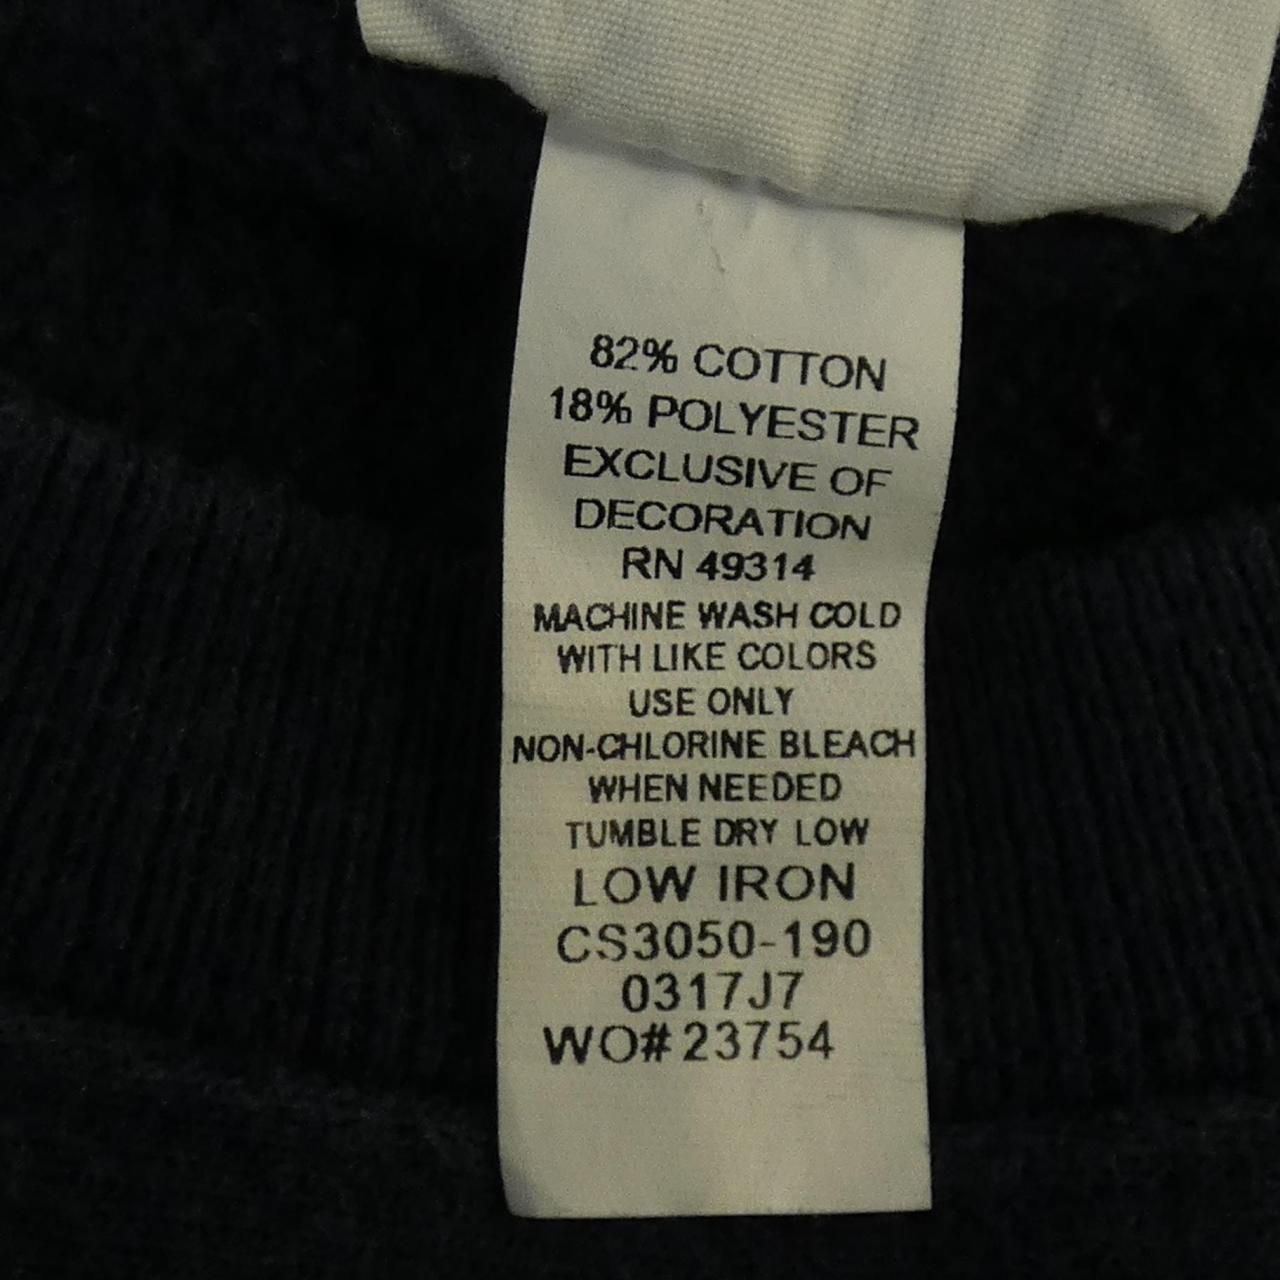 82% COTTON
18% POLYESTER
EXCLUSIVE OF
DECORATION
RN 49314
MACHINE WASH COLD
WITH LIKE COLORS
USE ONLY
NON-CHLORINE BLEACH
WHEN NEEDED
TUMBLE DRY LOW
LOW IRON
CS3050-190
0317J7
WO# 23754